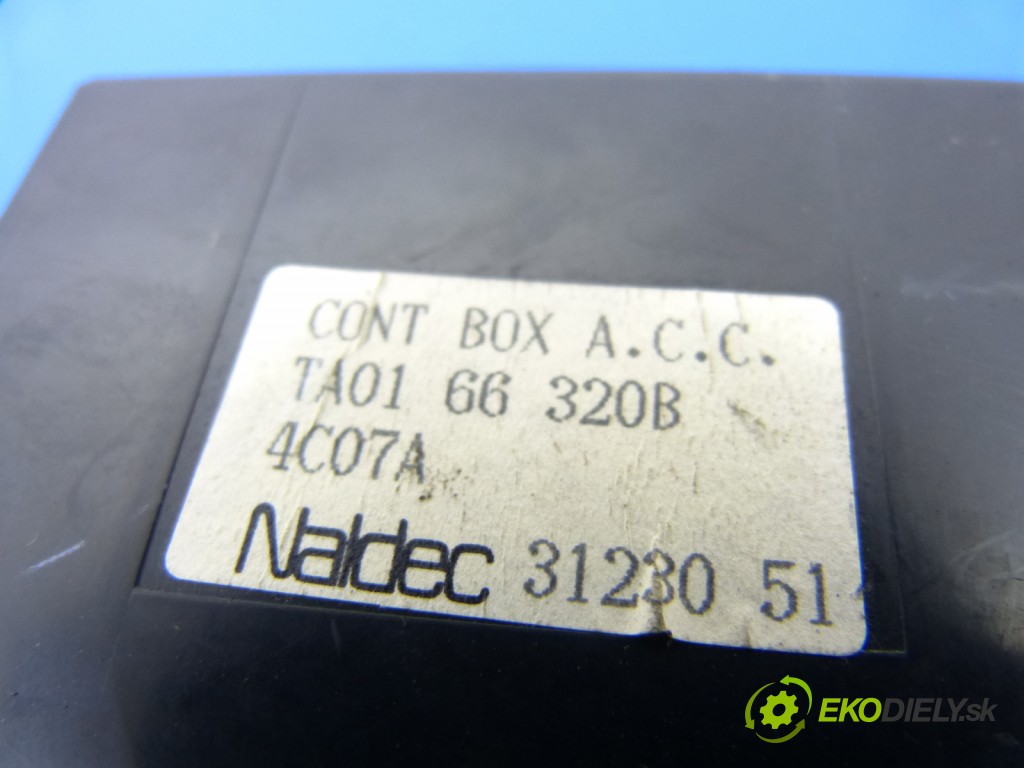 CONT BOX A.C.C.
TA01 66 320B
4C07A
Naldec 31230 51
EKODIELY.sk